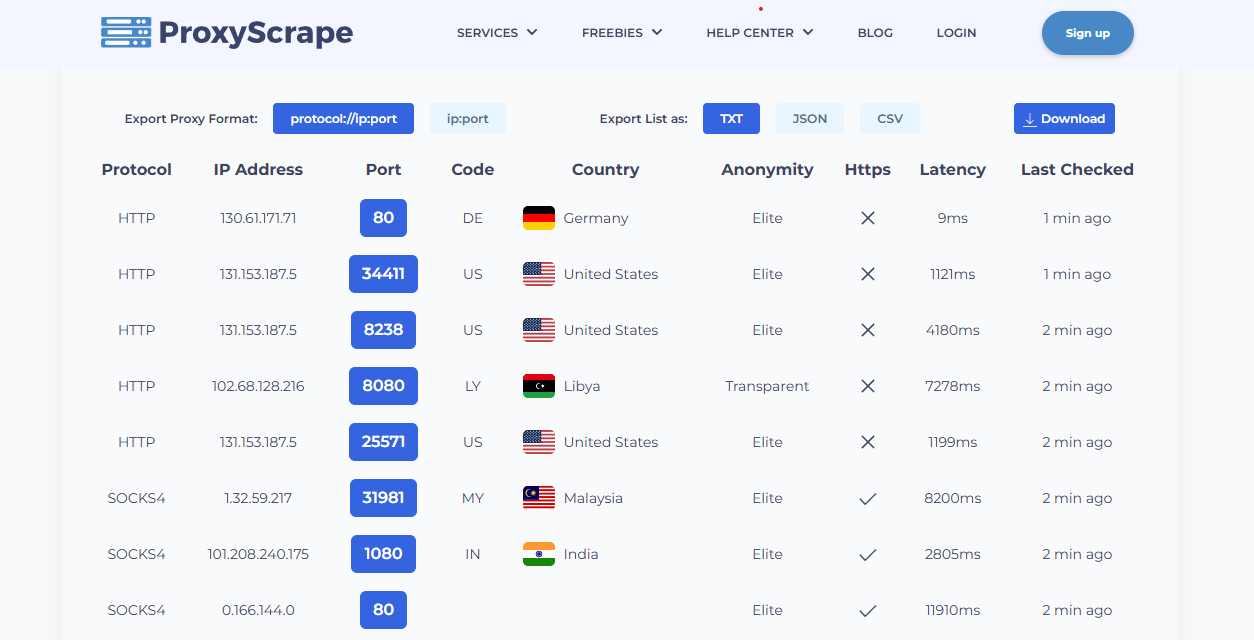 ProxyScrape SERVICES FREEBIES HELP CENTER BLOG LOGIN Sign up
Export Proxy Format: protocol://ip:port ip:port Export List as: TXT JSON CSV Download
Protocol IP Address Port Code Country Anonymity Https Latency Last Checked
HTTP 130.61.171.71 80 DE Germany Elite 9ms 1 min ago
HTTP 131.153.187.5 34411 US United States Elite 1121ms 1 min ago
HTTP 131.153.187.5 8238 US United States Elite 4180ms 2 min ago
HTTP 102.68.128.216 8080 LY Libya Transparent 7278ms 2 min ago
HTTP 131.153.187.5 25571 US United States Elite 1199ms 2 min ago
SOCKS4 1.32.59.217 31981 MY Malaysia Elite 8200ms 2 min ago
SOCKS4 101.208.240.175 1080 IN India Elite 2805ms 2 min ago
SOCKS4 0.166.144.0 80 Elite 11910ms 2 min ago